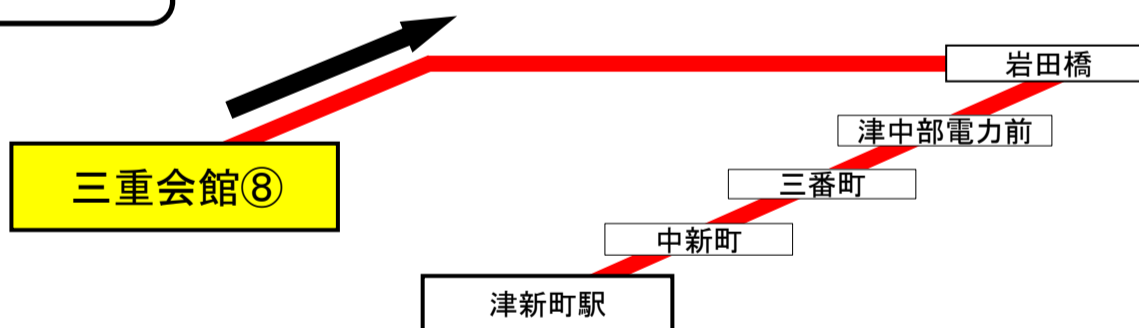 岩田橋
津中部電力前
三重会館⑧
三番町
中新町
津新町駅